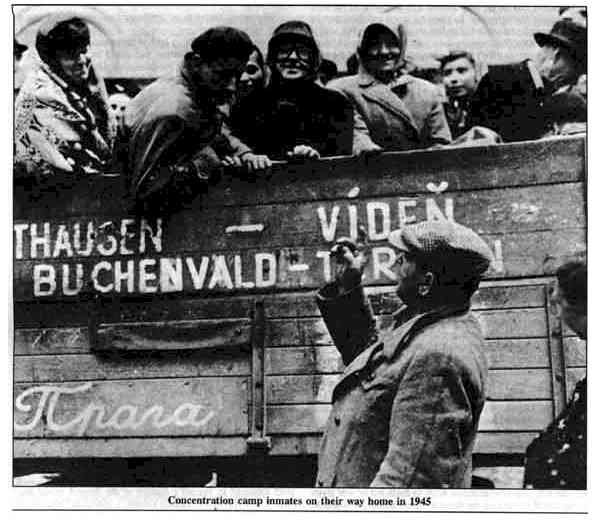 THAUSEN — VÍDEŇ
BUCHENVALD -
Прага
Concentration camp inmates on their way home in 1945